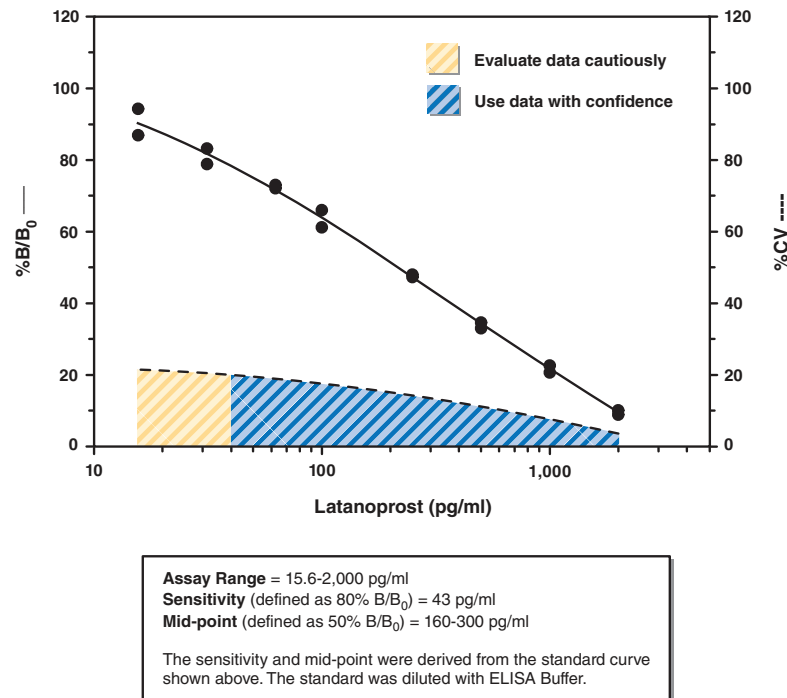 120
100
80
60
40
20
0
%B/B0 ——
120
100
80
60
40
20
0
%CV ----
Evaluate data cautiously
Use data with confidence
10
100
1,000
Latanoprost (pg/ml)
Assay Range = 15.6-2,000 pg/ml
Sensitivity (defined as 80% B/B0) = 43 pg/ml
Mid-point (defined as 50% B/B0) = 160-300 pg/ml
The sensitivity and mid-point were derived from the standard curve
shown above. The standard was diluted with ELISA Buffer.